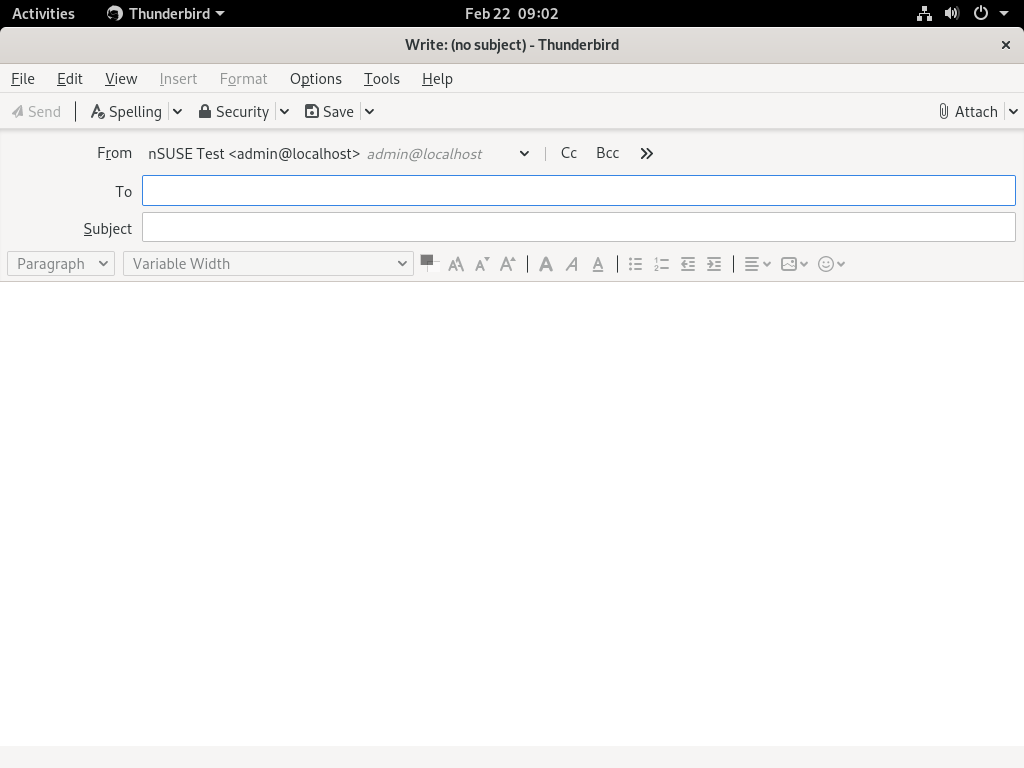 Activities Thunderbird Feb 22 09:02
Write: (no subject) - Thunderbird
File Edit View Insert Format Options Tools Help
Send Spelling Security Save Attach
From nSUSE Test <admin@localhost> admin@localhost Cc Bcc
To
Subject
Paragraph Variable Width